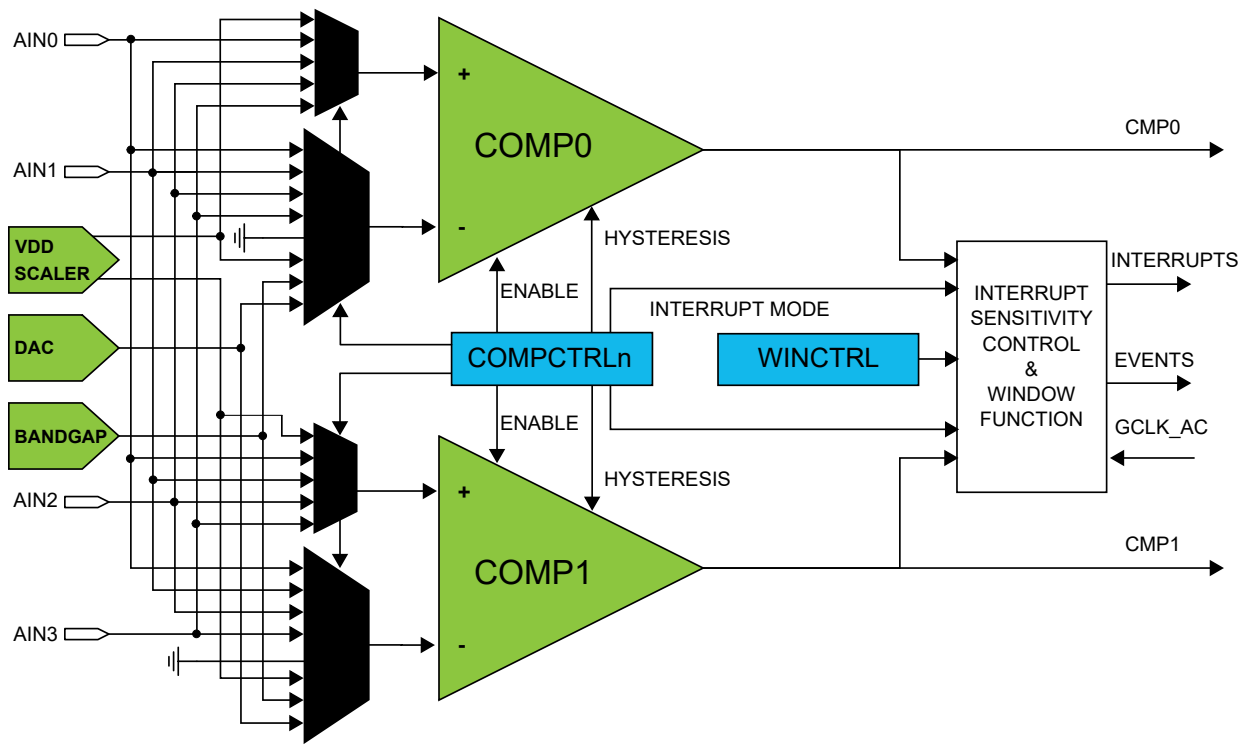 AIN0
+
COMP0
CMP0
AIN1
-
HYSTERESIS
VDD
SCALER
ENABLE
INTERRUPTS
INTERRUPT MODE
INTERRUPT
SENSITIVITY
CONTROL
&
WINDOW
FUNCTION
DAC
COMPCTRLn
WINCTRL
EVENTS
BANDGAP
ENABLE
GCLK_AC
HYSTERESIS
AIN2
+
CMP1
COMP1
AIN3
-